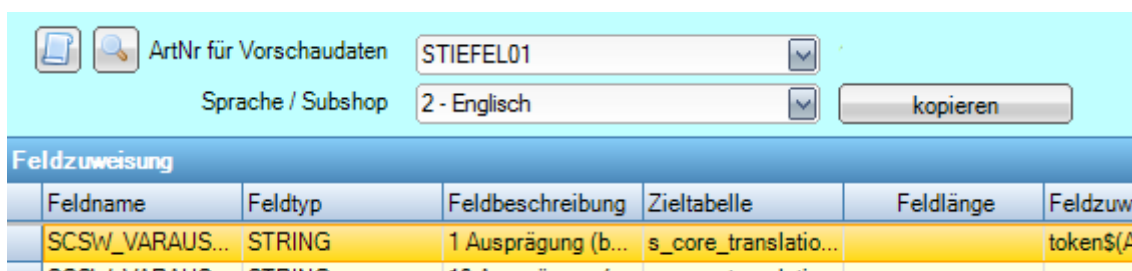 ArtNr für Vorschaudaten STIEFEL01
Sprache / Subshop 2 - Englisch kopieren
Feldzuweisung
Feldname Feldtyp Feldbeschreibung Zieltabelle Feldlänge Feldzuw
SCSW_VARAUS... STRING 1 Ausprägung (b... s_core_translatio... token$(A